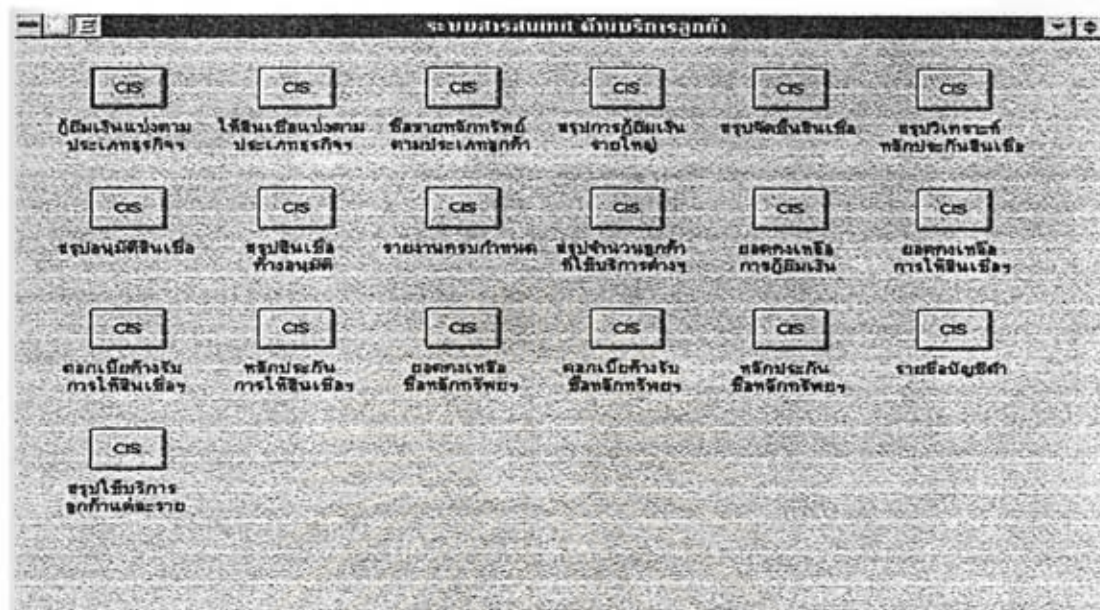 ระบบสารสนเทศ ด้านบริการลูกค้า
CIS CIS CIS CIS CIS CIS
กู้ยืมเงินแบ่งตาม ให้สินเชื่อแบ่งตาม ซื้อขายหลักทรัพย์ สรุปการกู้ยืมเงิน สรุปจัดชั้นสินเชื่อ สรุปวิเคราะห์
ประเภทธุรกิจฯ ประเภทธุรกิจฯ ตามประเภทลูกค้า รายใหญ่ หลักประกันสินเชื่อ
CIS CIS CIS CIS CIS CIS
สรุปอนุมัติสินเชื่อ สรุปสินเชื่อ รายงานครบกำหนด สรุปจำนวนลูกค้า ยอดคงเหลือ ยอดคงเหลือ
ค้างอนุมัติ ที่ใช้บริการต่างๆ การกู้ยืมเงิน การให้สินเชื่อฯ
CIS CIS CIS CIS CIS CIS
ดอกเบี้ยค้างรับ หลักประกัน ยอดคงเหลือ ดอกเบี้ยค้างรับ หลักประกัน รายชื่อบัญชีดำ
การให้สินเชื่อฯ การให้สินเชื่อฯ ซื้อหลักทรัพยฯ ซื้อหลักทรัพยฯ ซื้อหลักทรัพยฯ
CIS
สรุปใช้บริการ
ลูกค้าแต่ละราย